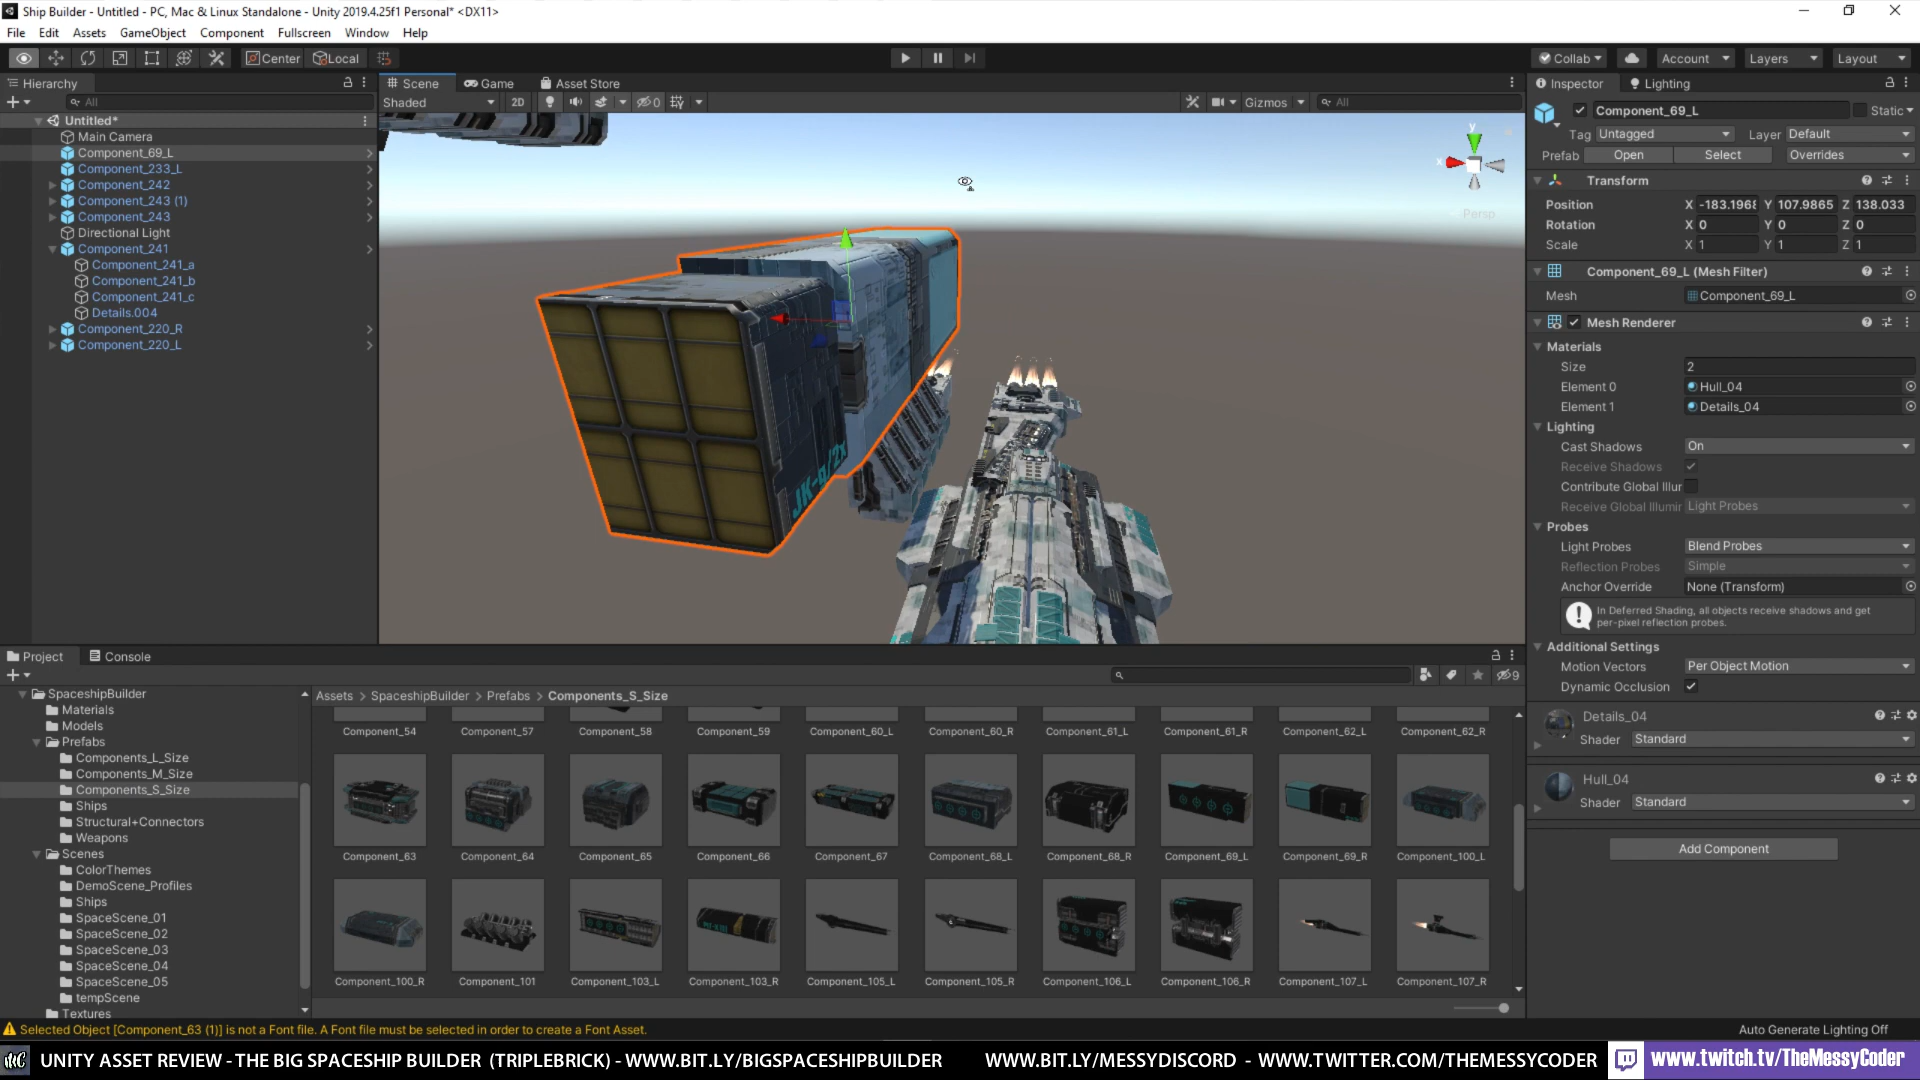 Ship Builder - Untitled - PC, Mac & Linux Standalone - Unity 2019.4.25f1 Personal* <DX11>
File Edit Assets GameObject Component Fullscreen Window Help
Center Local Collab Account Layers Layout
Hierarchy
All
Untitled*
Main Camera
Component_69_L
Component_233_L
Component_242
Component_243 (1)
Component_243
Directional Light
Component_241
Component_241_a
Component_241_b
Component_241_c
Details.004
Component_220_R
Component_220_L
Scene Game Asset Store
Shaded 2D 0 Gizmos All
y
x
Persp
JK-9/2x
Inspector Lighting
Component_69_L Static
Tag Untagged Layer Default
Prefab Open Select Overrides
Transform
Position X -183.1968 Y 107.9865 Z 138.033
Rotation X 0 Y 0 Z 0
Scale X 1 Y 1 Z 1
Component_69_L (Mesh Filter)
Mesh Component_69_L
Mesh Renderer
Materials
Size 2
Element 0 Hull_04
Element 1 Details_04
Lighting
Cast Shadows On
Receive Shadows
Contribute Global Illur
Receive Global Illumir Light Probes
Probes
Light Probes Blend Probes
Reflection Probes Simple
Anchor Override None (Transform)
In Deferred Shading, all objects receive shadows and get
per-pixel reflection probes.
Additional Settings
Motion Vectors Per Object Motion
Dynamic Occlusion
Details_04
Shader Standard
Hull_04
Shader Standard
Add Component
Project Console
9
SpaceshipBuilder
Materials
Models
Prefabs
Components_L_Size
Components_M_Size
Components_S_Size
Ships
Structural+Connectors
Weapons
Scenes
ColorThemes
DemoScene_Profiles
Ships
SpaceScene_01
SpaceScene_02
SpaceScene_03
SpaceScene_04
SpaceScene_05
tempScene
Textures
Assets > SpaceshipBuilder > Prefabs > Components_S_Size
Component_54 Component_57 Component_58 Component_59 Component_60_L Component_60_R Component_61_L Component_61_R Component_62_L Component_62_R
Component_63 Component_64 Component_65 Component_66 Component_67 Component_68_L Component_68_R Component_69_L Component_69_R Component_100_L
Component_100_R Component_101 Component_103_L Component_103_R Component_105_L Component_105_R Component_106_L Component_106_R Component_107_L Component_107_R
Selected Object [Component_63 (1)] is not a Font file. A Font file must be selected in order to create a Font Asset.
Auto Generate Lighting Off
UNITY ASSET REVIEW - THE BIG SPACESHIP BUILDER (TRIPLEBRICK) - WWW.BIT.LY/BIGSPACESHIPBUILDER WWW.BIT.LY/MESSYDISCORD - WWW.TWITTER.COM/THEMESSYCODER www.twitch.tv/TheMessyCoder